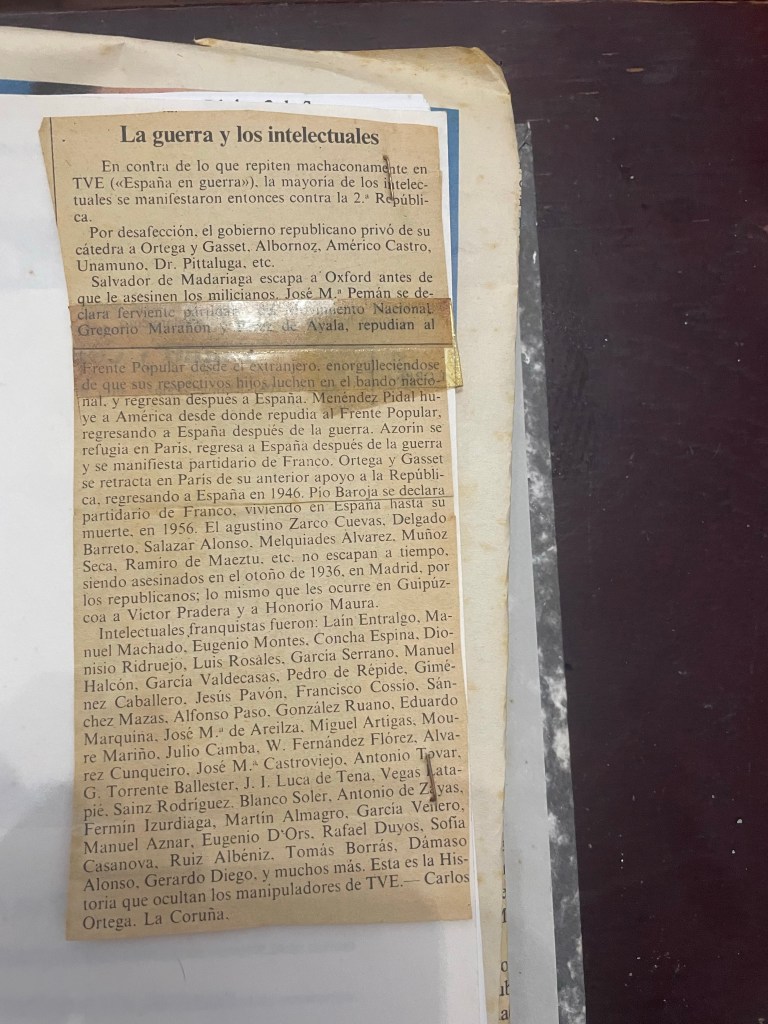 La guerra y los intelectuales
En contra de lo que repiten machaconamente en
TVE («España en guerra»), la mayoría de los intelec-
tuales se manifestaron entonces contra la 2.ª Repúbli-
ca.
Por desafección, el gobierno republicano privó de su
cátedra a Ortega y Gasset, Albornoz, Américo Castro,
Unamuno, Dr. Pittaluga, etc.
Salvador de Madariaga escapa a Oxford antes de
que le asesinen los milicianos. José M.ª Pemán se de-
clara ferviente Movimiento Nacional.
Gregorio Marañón y de Ayala, repudian al
Frente Popular desde el extranjero, enorgulleciéndose
de que sus respectivos hijos luchen en el bando nacio-
nal, y regresan después a España. Menéndez Pidal hu-
ye a América desde donde repudia al Frente Popular,
regresando a España después de la guerra. Azorín se
refugia en París, regresa a España después de la guerra
y se manifiesta partidario de Franco. Ortega y Gasset
se retracta en París de su anterior apoyo a la Repúbli-
ca, regresando a España en 1946. Pío Baroja se declara
partidario de Franco, viviendo en España hasta su
muerte, en 1956. El agustino Zarco Cuevas, Delgado
Barreto, Salazar Alonso, Melquiades Álvarez, Muñoz
Seca, Ramiro de Maeztu, etc. no escapan a tiempo,
siendo asesinados en el otoño de 1936, en Madrid, por
los republicanos; lo mismo que les ocurre en Guipúz-
coa a Víctor Pradera y a Honorio Maura.
Intelectuales franquistas fueron: Laín Entralgo, Ma-
nuel Machado, Eugenio Montes, Concha Espina, Dio-
nisio Ridruejo, Luis Rosales, García Serrano, Manuel
Halcón, García Valdecasas, Pedro de Répide, Gimé-
nez Caballero, Jesús Pavón, Francisco Cossío, Sán-
chez Mazas, Alfonso Paso, González Ruano, Eduardo
Marquina, José M.ª de Areilza, Miguel Artigas, Mou-
re Mariño, Julio Camba, W. Fernández Flórez, Alva-
rez Cunqueiro, José M.ª Castroviejo, Antonio Tovar,
G. Torrente Ballester, J. I. Luca de Tena, Vegas Lata-
pié, Sainz Rodríguez, Blanco Soler, Antonio de Zayas,
Fermín Izurdiaga, Martín Almagro, García Venero,
Manuel Aznar, Eugenio D'Ors, Rafael Duyos, Sofía
Casanova, Ruiz Albéniz, Tomás Borrás, Dámaso
Alonso, Gerardo Diego, y muchos más. Esta es la His-
toria que ocultan los manipuladores de TVE.— Carlos
Ortega. La Coruña.